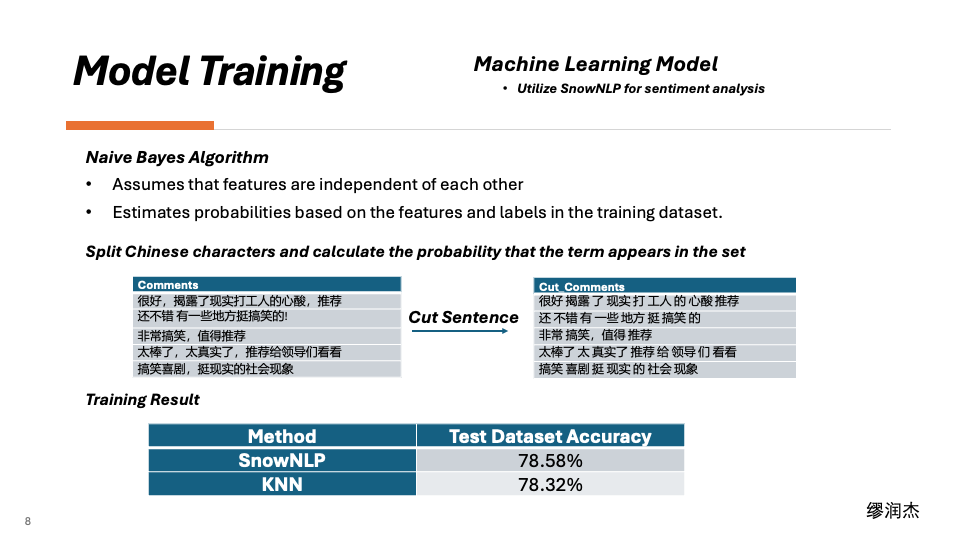 Model Training
Machine Learning Model
• Utilize SnowNLP for sentiment analysis
Naive Bayes Algorithm
• Assumes that features are independent of each other
• Estimates probabilities based on the features and labels in the training dataset.
Split Chinese characters and calculate the probability that the term appears in the set
Comments
很好，揭露了现实打工人的心酸，推荐
还不错 有一些地方挺搞笑的!
非常搞笑，值得推荐
太棒了，太真实了，推荐给领导们看看
搞笑喜剧，挺现实的社会现象
Cut Sentence
Cut_Comments
很好 揭露 了 现实 打 工人 的 心酸 推荐
还 不错 有 一些 地方 挺 搞笑 的
非常 搞笑，值得 推荐
太棒了 太 真实 了 推荐 给 领导 们 看看
搞笑 喜剧 挺 现实 的 社会 现象
Training Result
Method Test Dataset Accuracy
SnowNLP 78.58%
KNN 78.32%
缪润杰
8